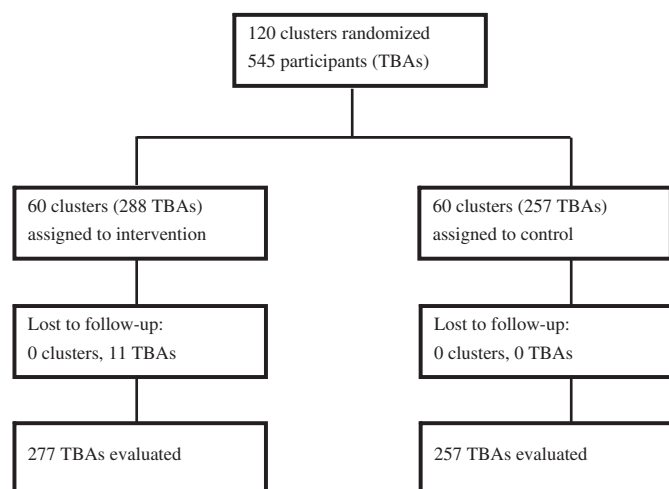 120 clusters randomized
545 participants (TBAs)
60 clusters (288 TBAs)
assigned to intervention
60 clusters (257 TBAs)
assigned to control
Lost to follow-up:
0 clusters, 11 TBAs
Lost to follow-up:
0 clusters, 0 TBAs
277 TBAs evaluated
257 TBAs evaluated